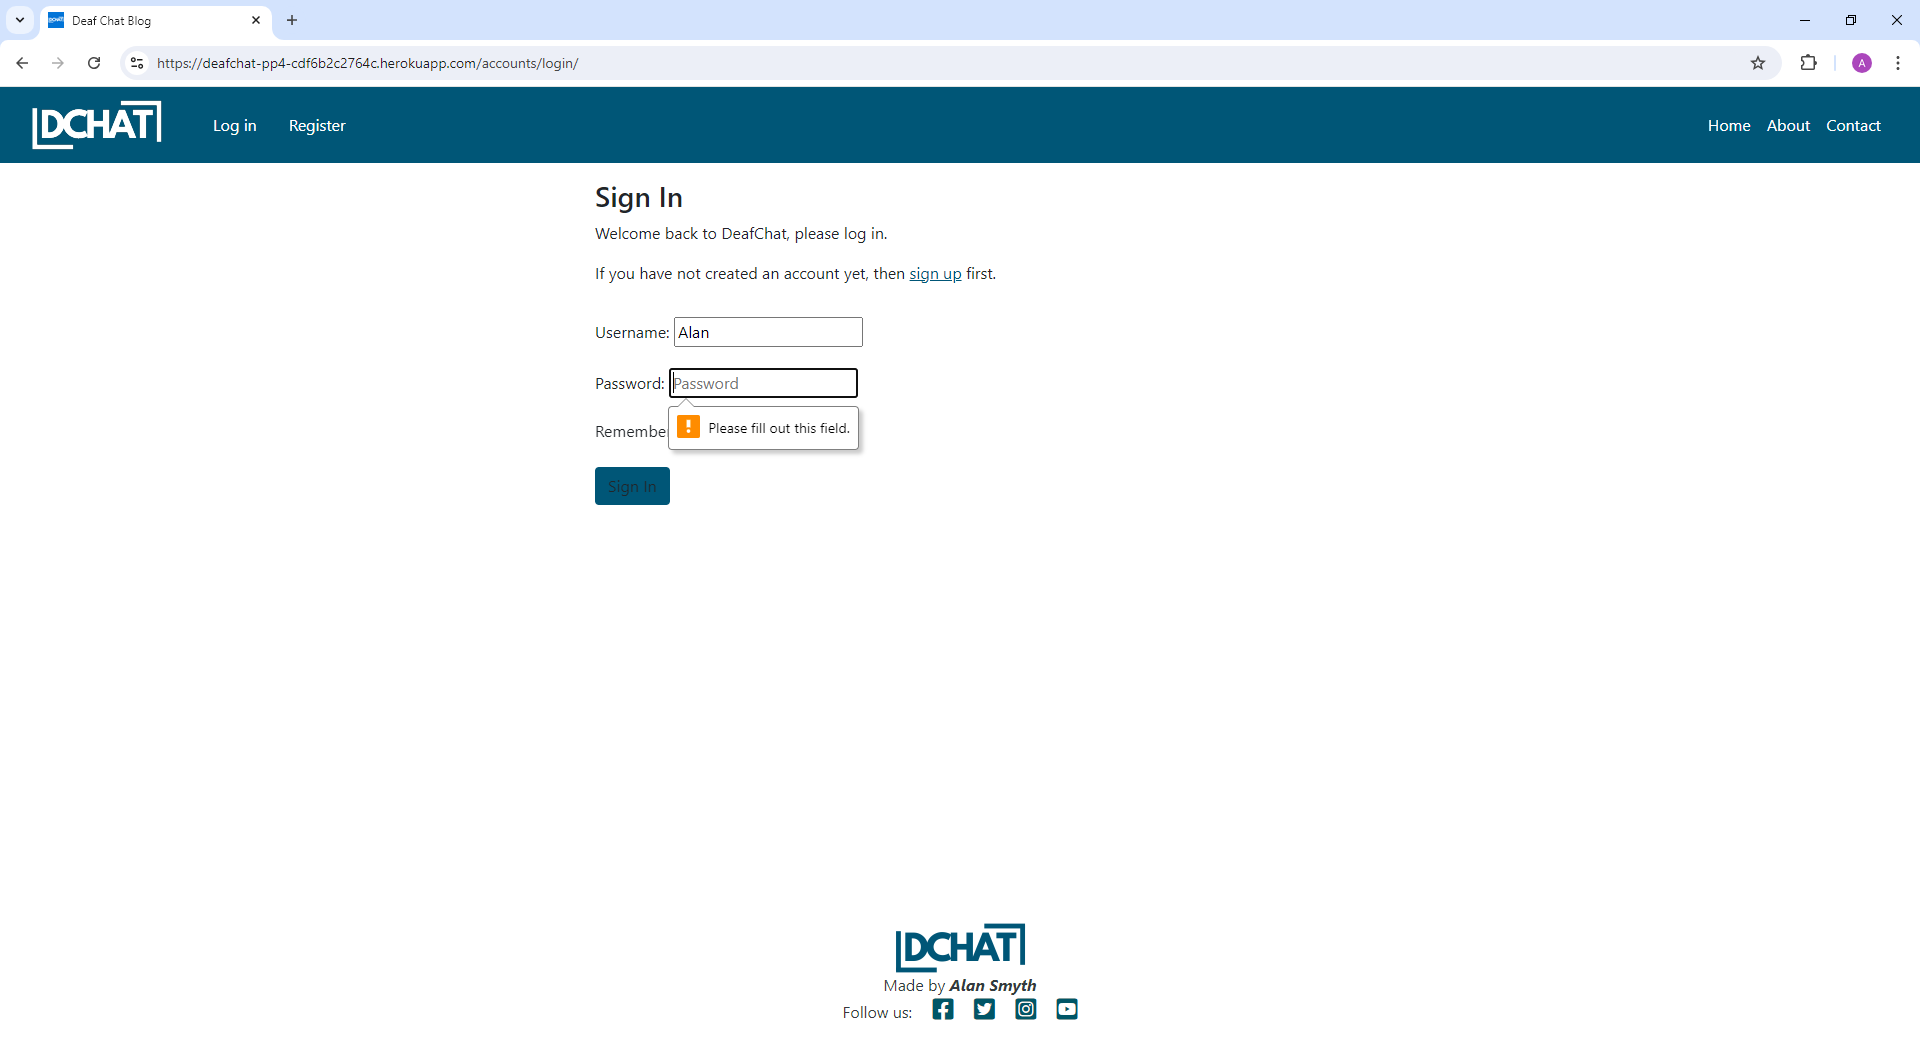 Deaf Chat Blog
https://deafchat-pp4-cdf6b2c2764c.herokuapp.com/accounts/login/
A
DCHAT Log in Register Home About Contact
Sign In
Welcome back to DeafChat, please log in.
If you have not created an account yet, then sign up first.
Username: Alan
Password: Password
Please fill out this field.
Remember
Sign In
DCHAT
Made by Alan Smyth
Follow us: